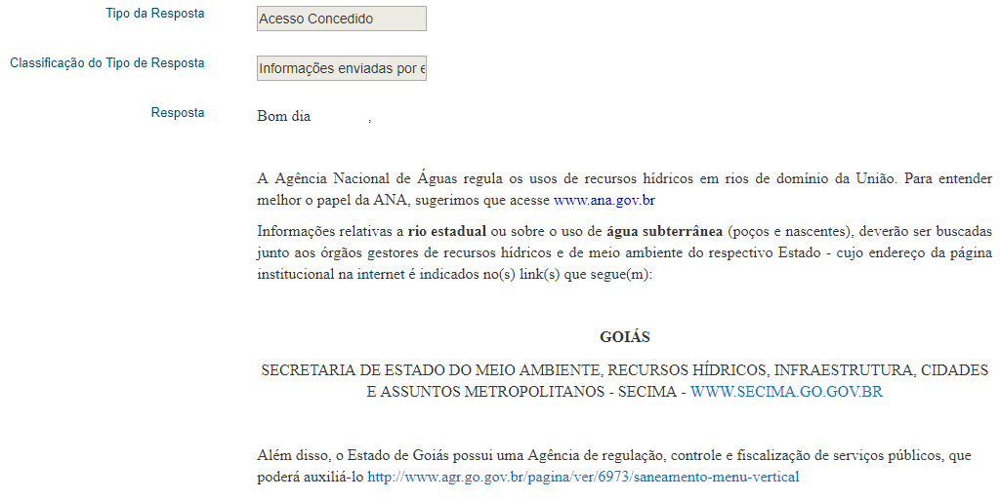 Tipo da Resposta
Acesso Concedido
Classificação do Tipo de Resposta
Informações enviadas por e
Resposta
Bom dia ,
A Agência Nacional de Águas regula os usos de recursos hídricos em rios de domínio da União. Para entender
melhor o papel da ANA, sugerimos que acesse www.ana.gov.br
Informações relativas a rio estadual ou sobre o uso de água subterrânea (poços e nascentes), deverão ser buscadas
junto aos órgãos gestores de recursos hídricos e de meio ambiente do respectivo Estado - cujo endereço da página
institucional na internet é indicados no(s) link(s) que segue(m):
GOIÁS
SECRETARIA DE ESTADO DO MEIO AMBIENTE, RECURSOS HÍDRICOS, INFRAESTRUTURA, CIDADES
E ASSUNTOS METROPOLITANOS - SECIMA - WWW.SECIMA.GO.GOV.BR
Além disso, o Estado de Goiás possui uma Agência de regulação, controle e fiscalização de serviços públicos, que
poderá auxiliá-lo http://www.agr.go.gov.br/pagina/ver/6973/saneamento-menu-vertical